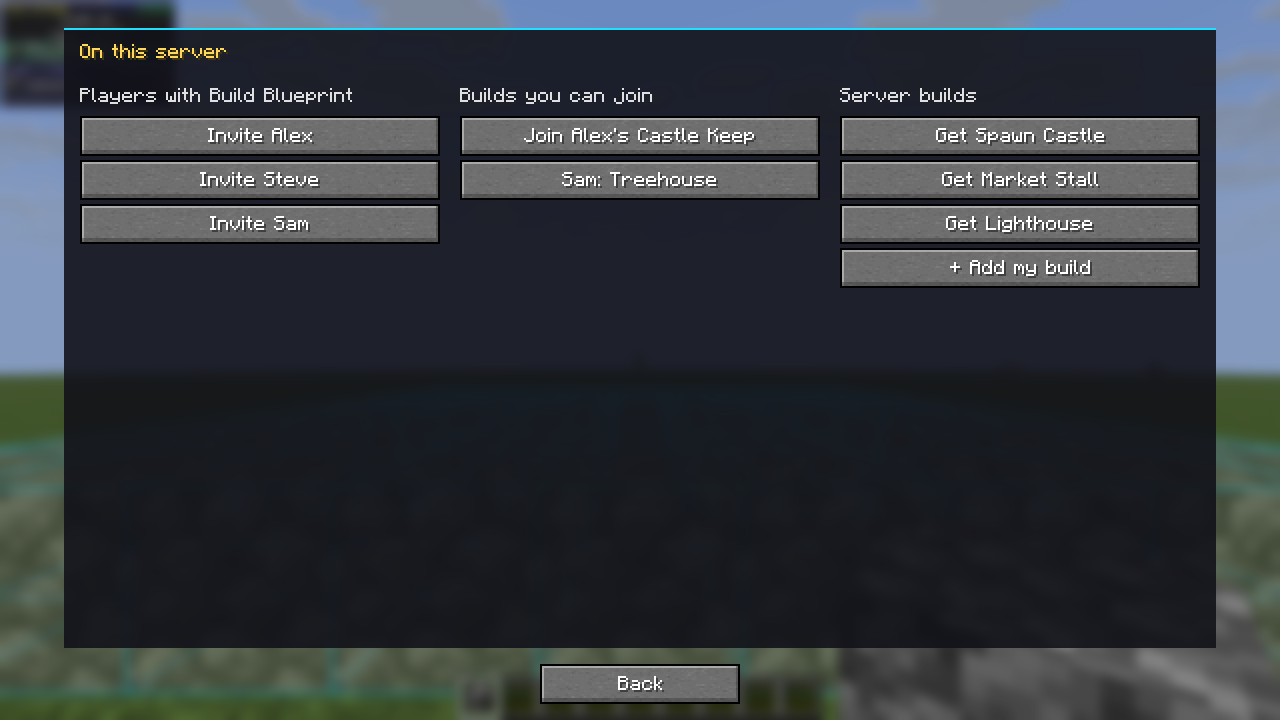 On this server
Players with Build Blueprint
Invite Alex
Invite Steve
Invite Sam
Builds you can join
Join Alex's Castle Keep
Sam: Treehouse
Server builds
Get Spawn Castle
Get Market Stall
Get Lighthouse
+ Add my build
Back